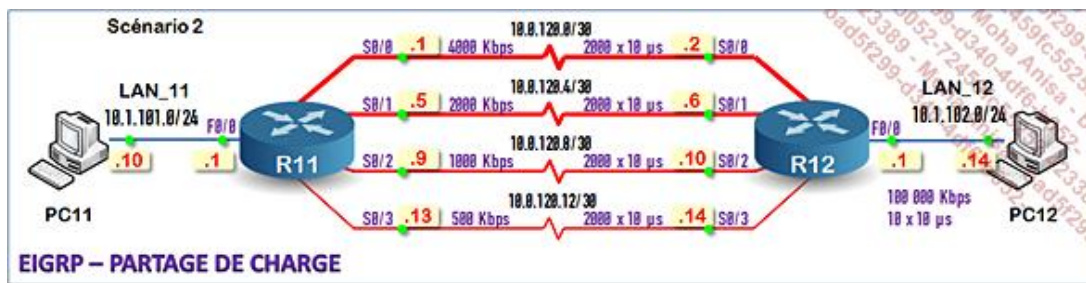 Scénario 2
10.0.120.0/30
S0/0 .1 4000 Kbps 2000 x 10 µs .2 S0/0
LAN_11
10.1.101.0/24
10.0.120.4/30
S0/1 .5 2000 Kbps 2000 x 10 µs .6 S0/1
LAN_12
10.1.102.0/24
F0/0
.10 .1
R11
10.0.120.8/30
S0/2 .9 1000 Kbps 2000 x 10 µs .10 S0/2
R12
F0/0
.1 .14
PC11
10.0.120.12/30
S0/3 .13 500 Kbps 2000 x 10 µs .14 S0/3
100 000 Kbps
10 x 10 µs
PC12
EIGRP – PARTAGE DE CHARGE